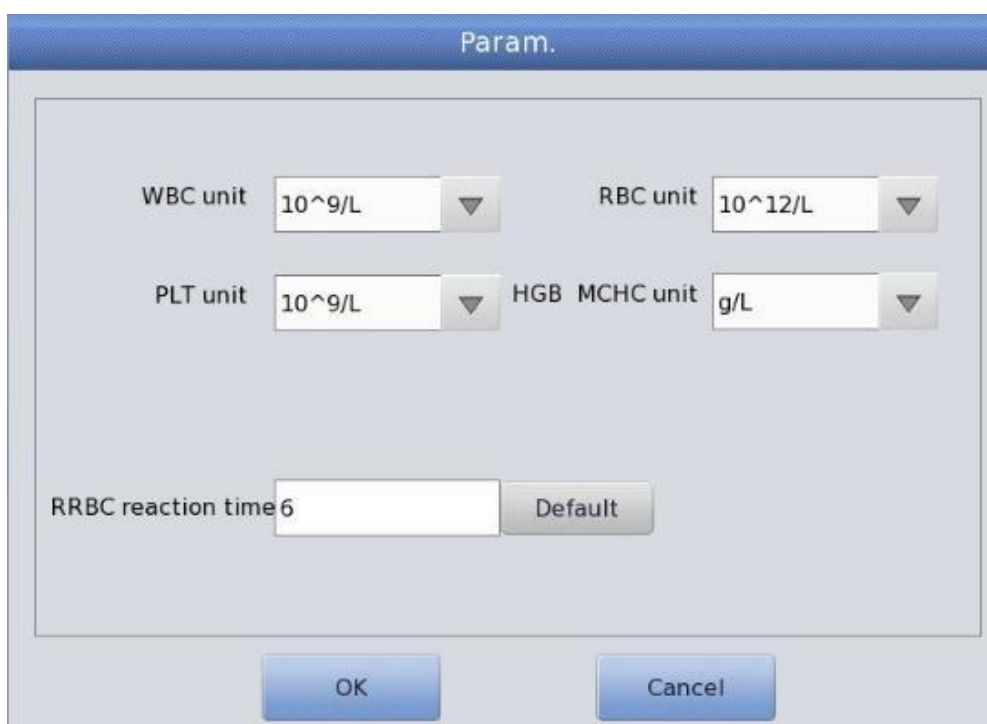 Param.
WBC unit 10^9/L RBC unit 10^12/L
PLT unit 10^9/L HGB MCHC unit g/L
RRBC reaction time 6 Default
OK Cancel